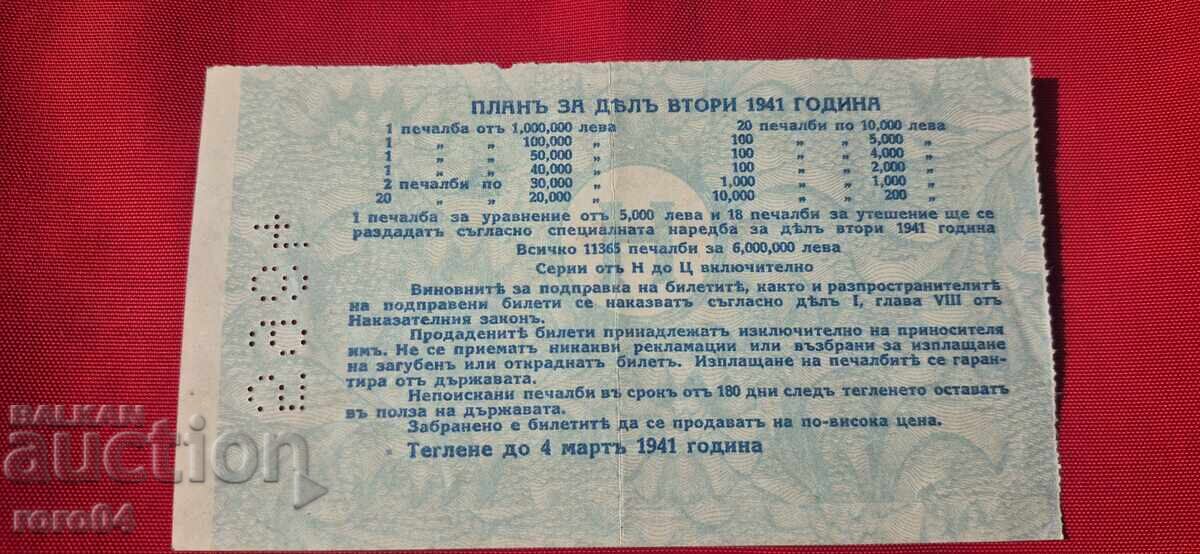 ПЛАНЪ ЗА ДѢЛЪ ВТОРИ 1941 ГОДИНА
1 печалба отъ 1,000,000 лева
1 „ „ 100,000 „
1 „ „ 50,000 „
1 „ „ 40,000 „
2 печалби по 30,000 „
20 „ „ 20,000 „
20 печалби по 10,000 лева
100 „ „ 5,000 „
100 „ „ 4,000 „
100 „ „ 2,000 „
1,000 „ „ 1,000 „
10,000 „ „ 200 „
1 печалба за уравнение отъ 5,000 лева и 18 печалби за утешение ще се
раздадатъ съгласно специалната наредба за дѣлъ втори 1941 година
Всичко 11365 печалби за 6,000,000 лева
Серии отъ Н до Ц включително
Виновнитѣ за подправка на билетитѣ, както и разпространителитѣ
на подправени билети се наказватъ съгласно дѣлъ I, глава VIII отъ
Наказателния законъ.
Продаденитѣ билети принадлежатъ изключително на приносителя
имъ. Не се приематъ никакви рекламации или възбрани за изплащане
на загубенъ или откраднатъ билетъ. Изплащане на печалбитѣ се гаран-
тира отъ държавата.
Непоискани печалби въ срокъ отъ 180 дни следъ тегленето оставатъ
въ полза на държавата.
Забранено е билетитѣ да се продаватъ на по-висока цена.
Теглене до 4 мартъ 1941 година
БАЛКАН
auction
roro84